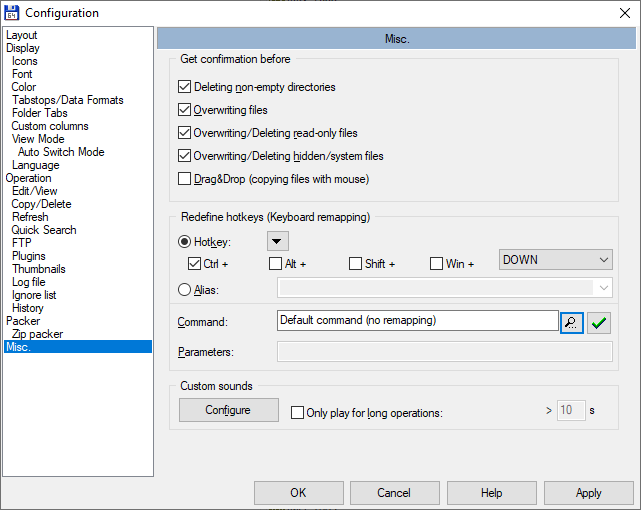 64
Configuration
Layout
Display
Icons
Font
Color
Tabstops/Data Formats
Folder Tabs
Custom columns
View Mode
Auto Switch Mode
Language
Operation
Edit/View
Copy/Delete
Refresh
Quick Search
FTP
Plugins
Thumbnails
Log file
Ignore list
History
Packer
Zip packer
Misc.
Misc.
Get confirmation before
Deleting non-empty directories
Overwriting files
Overwriting/Deleting read-only files
Overwriting/Deleting hidden/system files
Drag&Drop (copying files with mouse)
Redefine hotkeys (Keyboard remapping)
Hotkey:
Ctrl + Alt + Shift + Win + DOWN
Alias:
Command: Default command (no remapping)
Parameters:
Custom sounds
Configure Only play for long operations: > 10 s
OK Cancel Help Apply